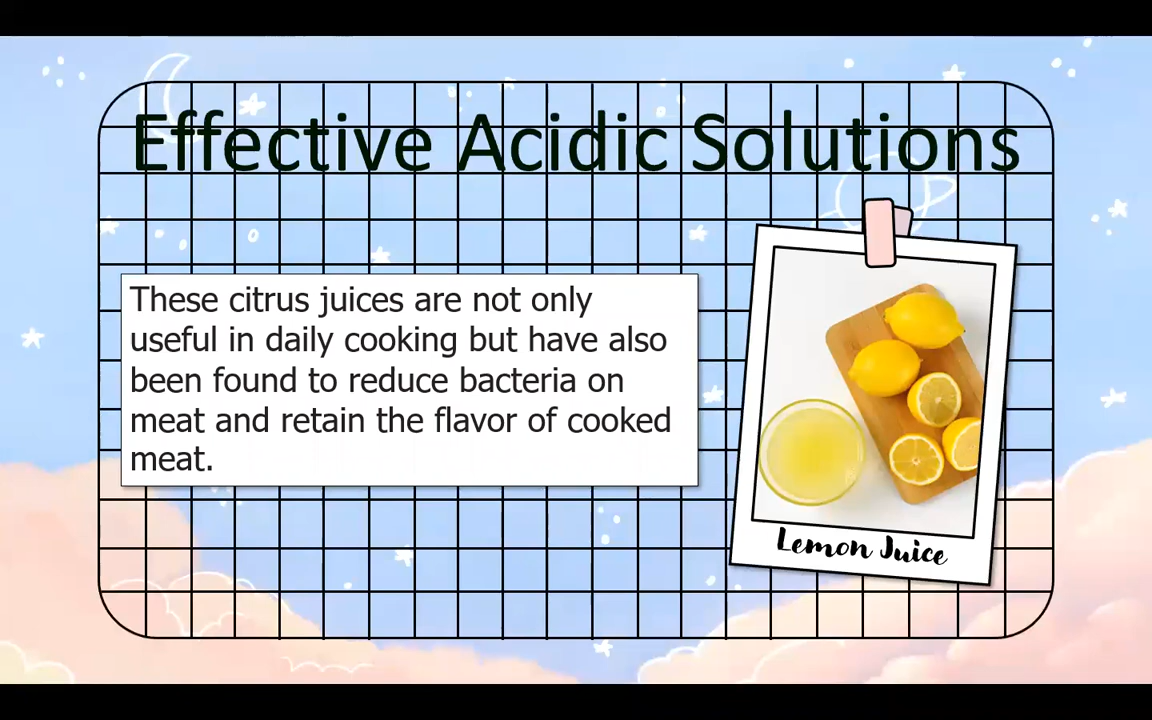 Effective Acidic Solutions
These citrus juices are not only
useful in daily cooking but have also
been found to reduce bacteria on
meat and retain the flavor of cooked
meat.
Lemon Juice